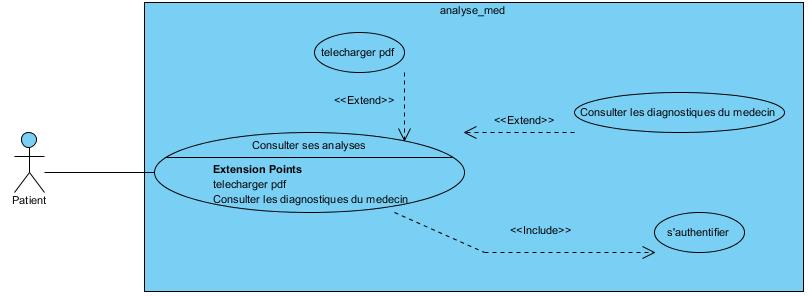 analyse_med
telecharger pdf
<<Extend>>
<<Extend>>
Consulter les diagnostiques du medecin
Consulter ses analyses
Extension Points
telecharger pdf
Consulter les diagnostiques du medecin
Patient
<<Include>>
s'authentifier